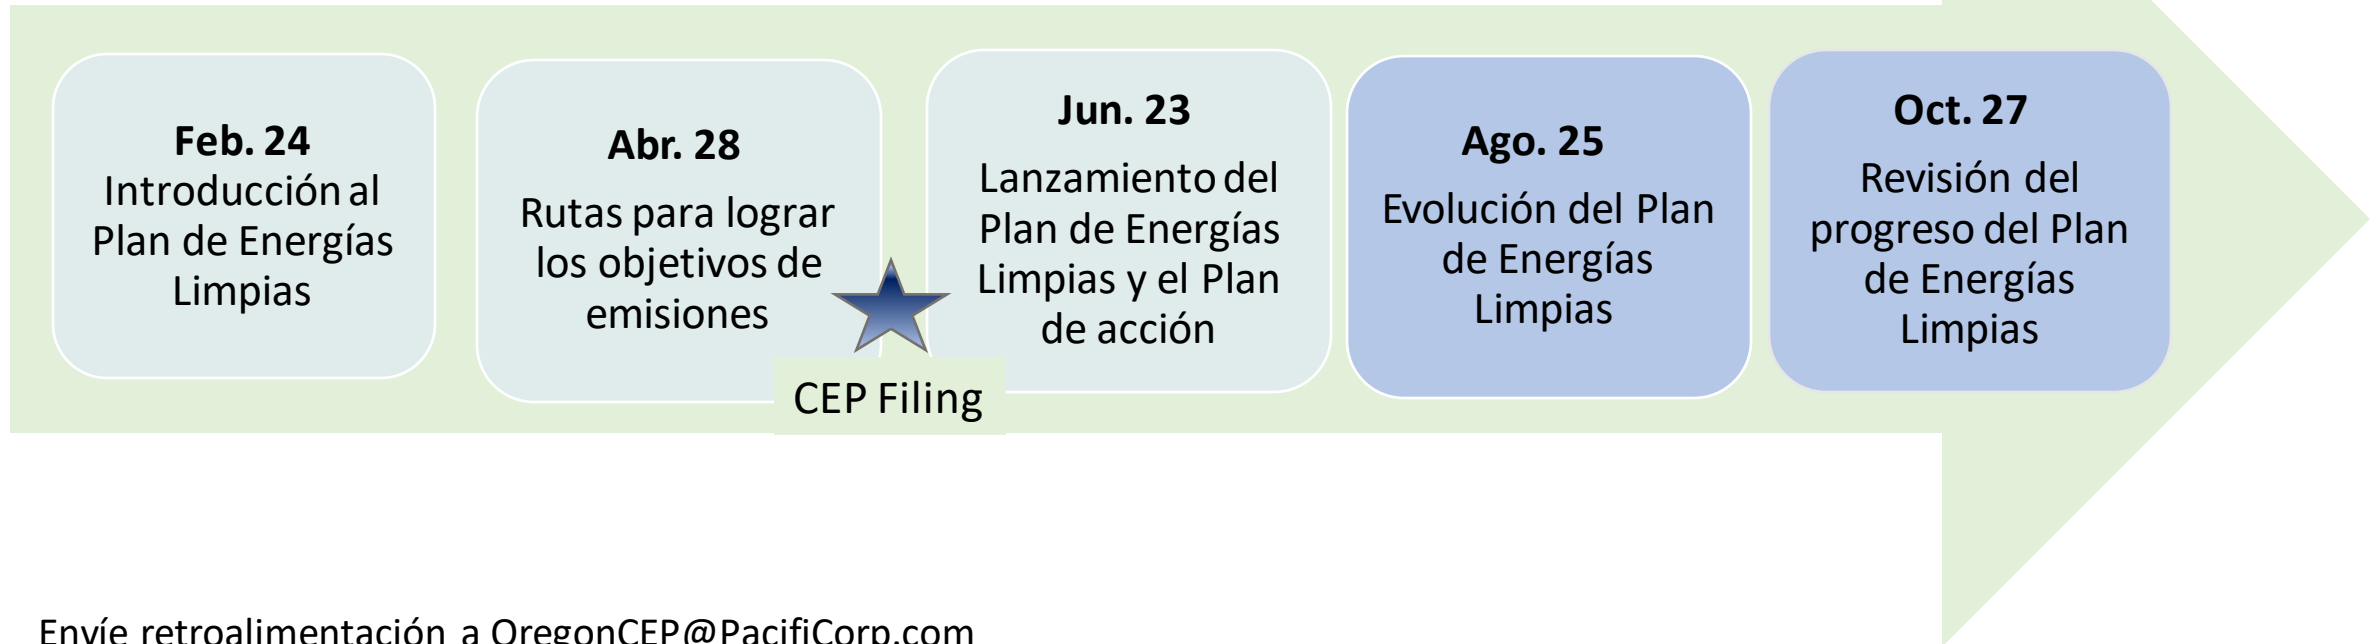 Feb. 24
Introducción al
Plan de Energías
Limpias
Abr. 28
Rutas para lograr
los objetivos de
emisiones
CEP Filing
Jun. 23
Lanzamiento del
Plan de Energías
Limpias y el Plan
de acción
Ago. 25
Evolución del Plan
de Energías
Limpias
Oct. 27
Revisión del
progreso del Plan
de Energías
Limpias
Envíe retroalimentación a OregonCEP@PacifiCorp.com